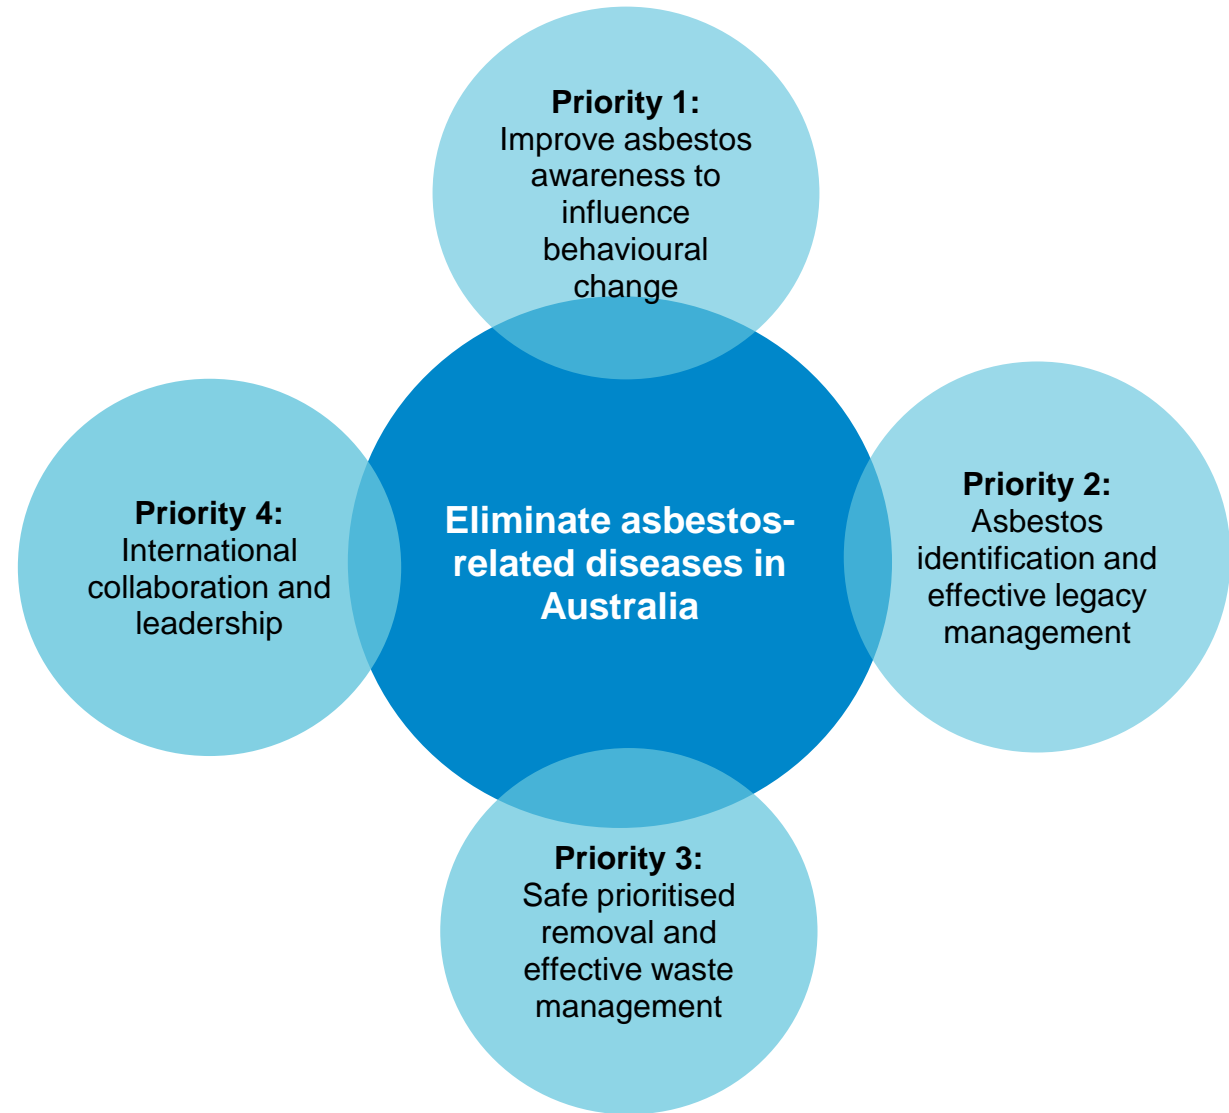 Priority 1:
Improve asbestos
awareness to
influence
behavioural
change
Priority 2:
Asbestos
identification and
effective legacy
management
Eliminate asbestos-
related diseases in
Australia
Priority 4:
International
collaboration and
leadership
Priority 3:
Safe prioritised
removal and
effective waste
management